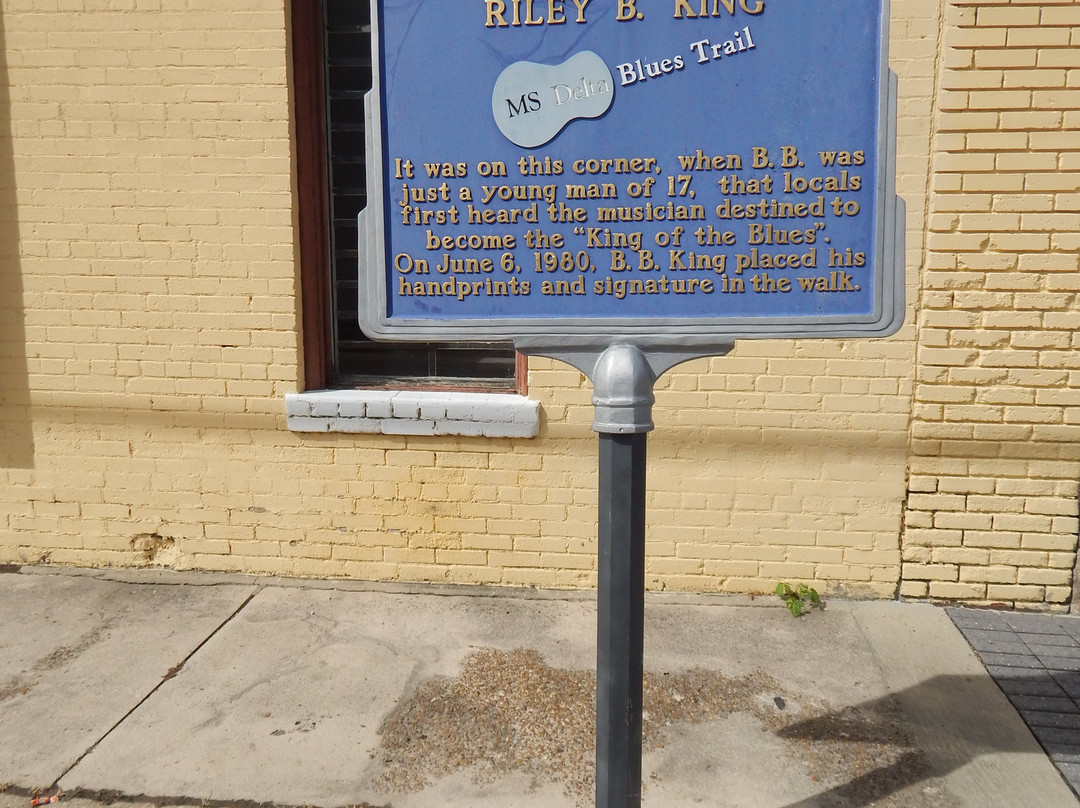 RILEY B. KING
MS Delta Blues Trail
It was on this corner, when B.B. was
just a young man of 17, that locals
first heard the musician destined to
become the “King of the Blues”.
On June 6, 1980, B.B. King placed his
handprints and signature in the walk.